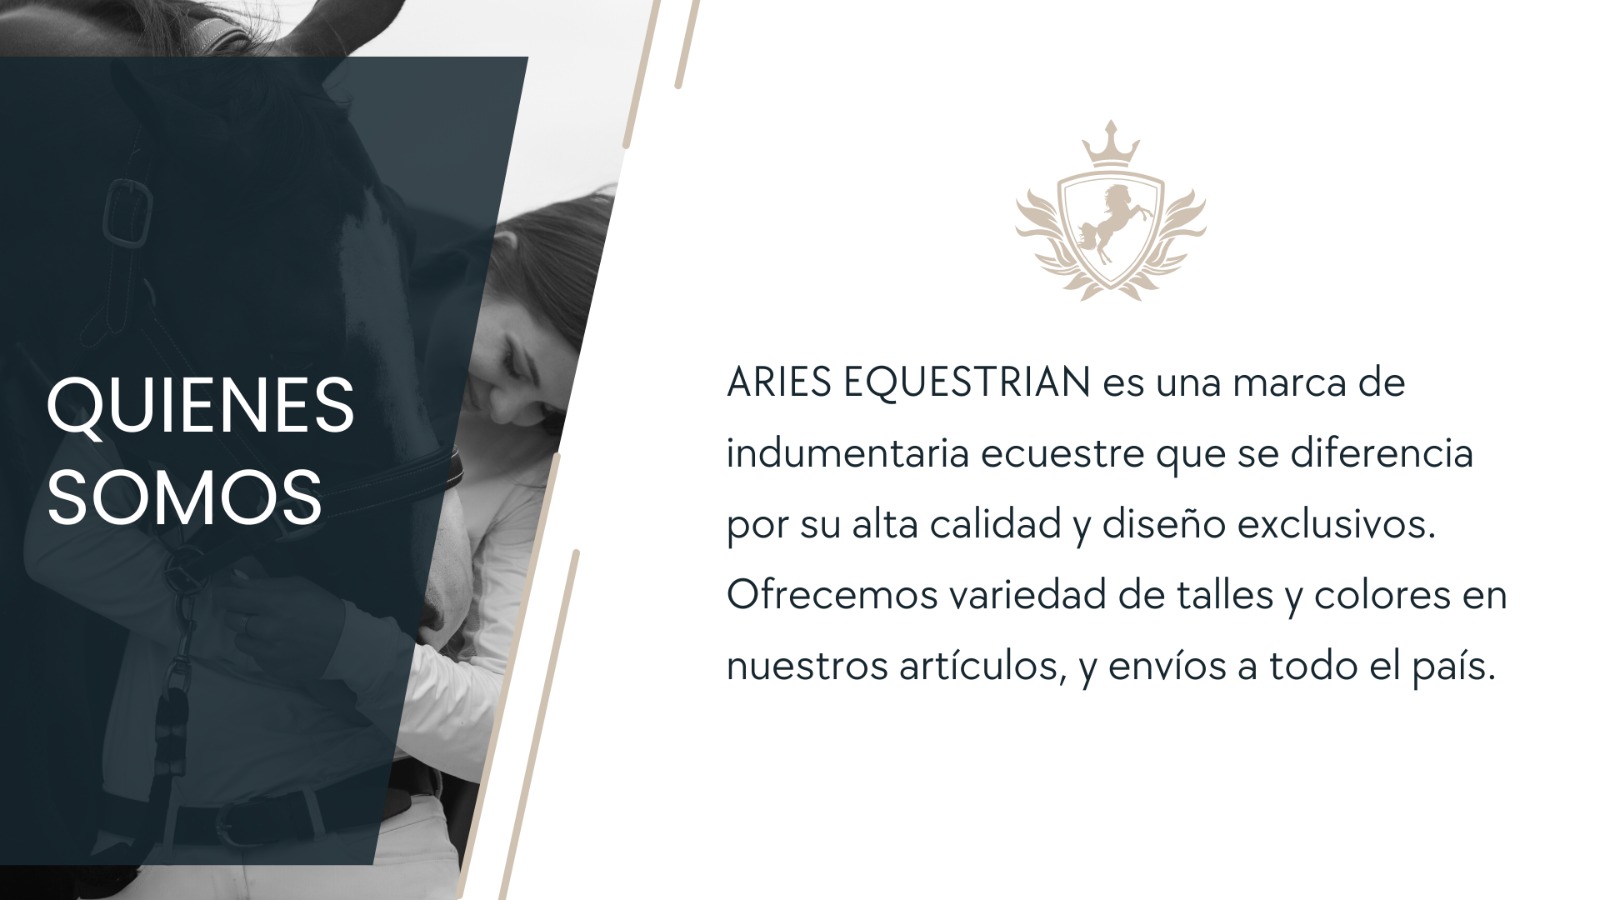 QUIENES
SOMOS
ARIES EQUESTRIAN es una marca de
indumentaria ecuestre que se diferencia
por su alta calidad y diseño exclusivos.
Ofrecemos variedad de talles y colores en
nuestros artículos, y envíos a todo el país.